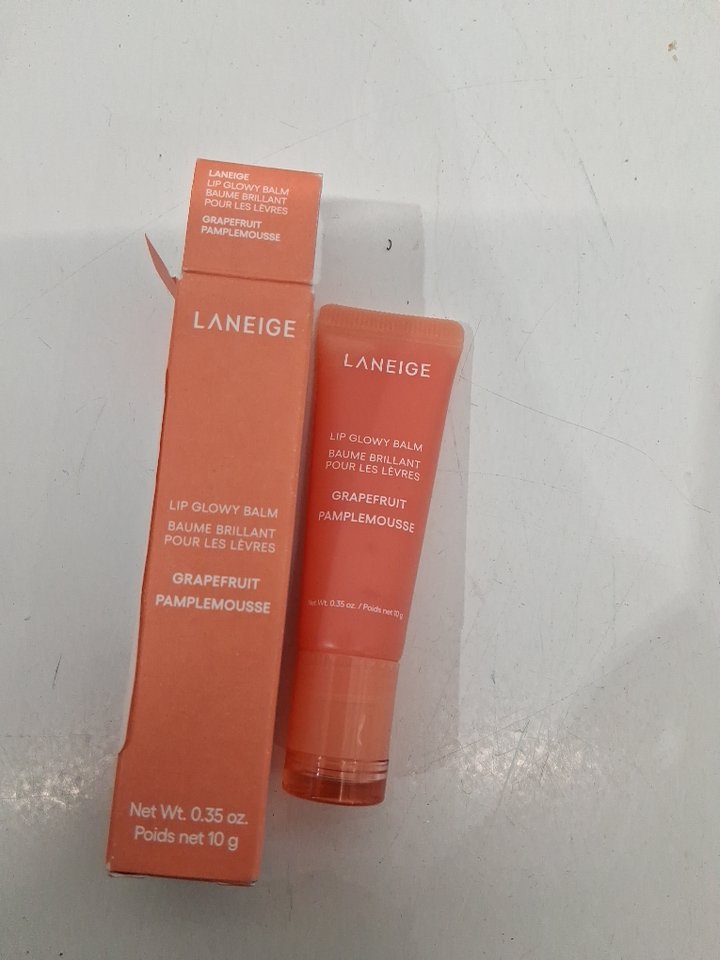 LANEIGE
LIP GLOWY BALM
BAUME BRILLANT
POUR LES LÈVRES
GRAPEFRUIT
PAMPLEMOUSSE
LANEIGE
LIP GLOWY BALM
BAUME BRILLANT
POUR LES LÈVRES
GRAPEFRUIT
PAMPLEMOUSSE
Net Wt. 0.35 oz.
Poids net 10 g
LANEIGE
LIP GLOWY BALM
BAUME BRILLANT
POUR LES LÈVRES
GRAPEFRUIT
PAMPLEMOUSSE
Net Wt. 0.35 oz. / Poids net 10 g